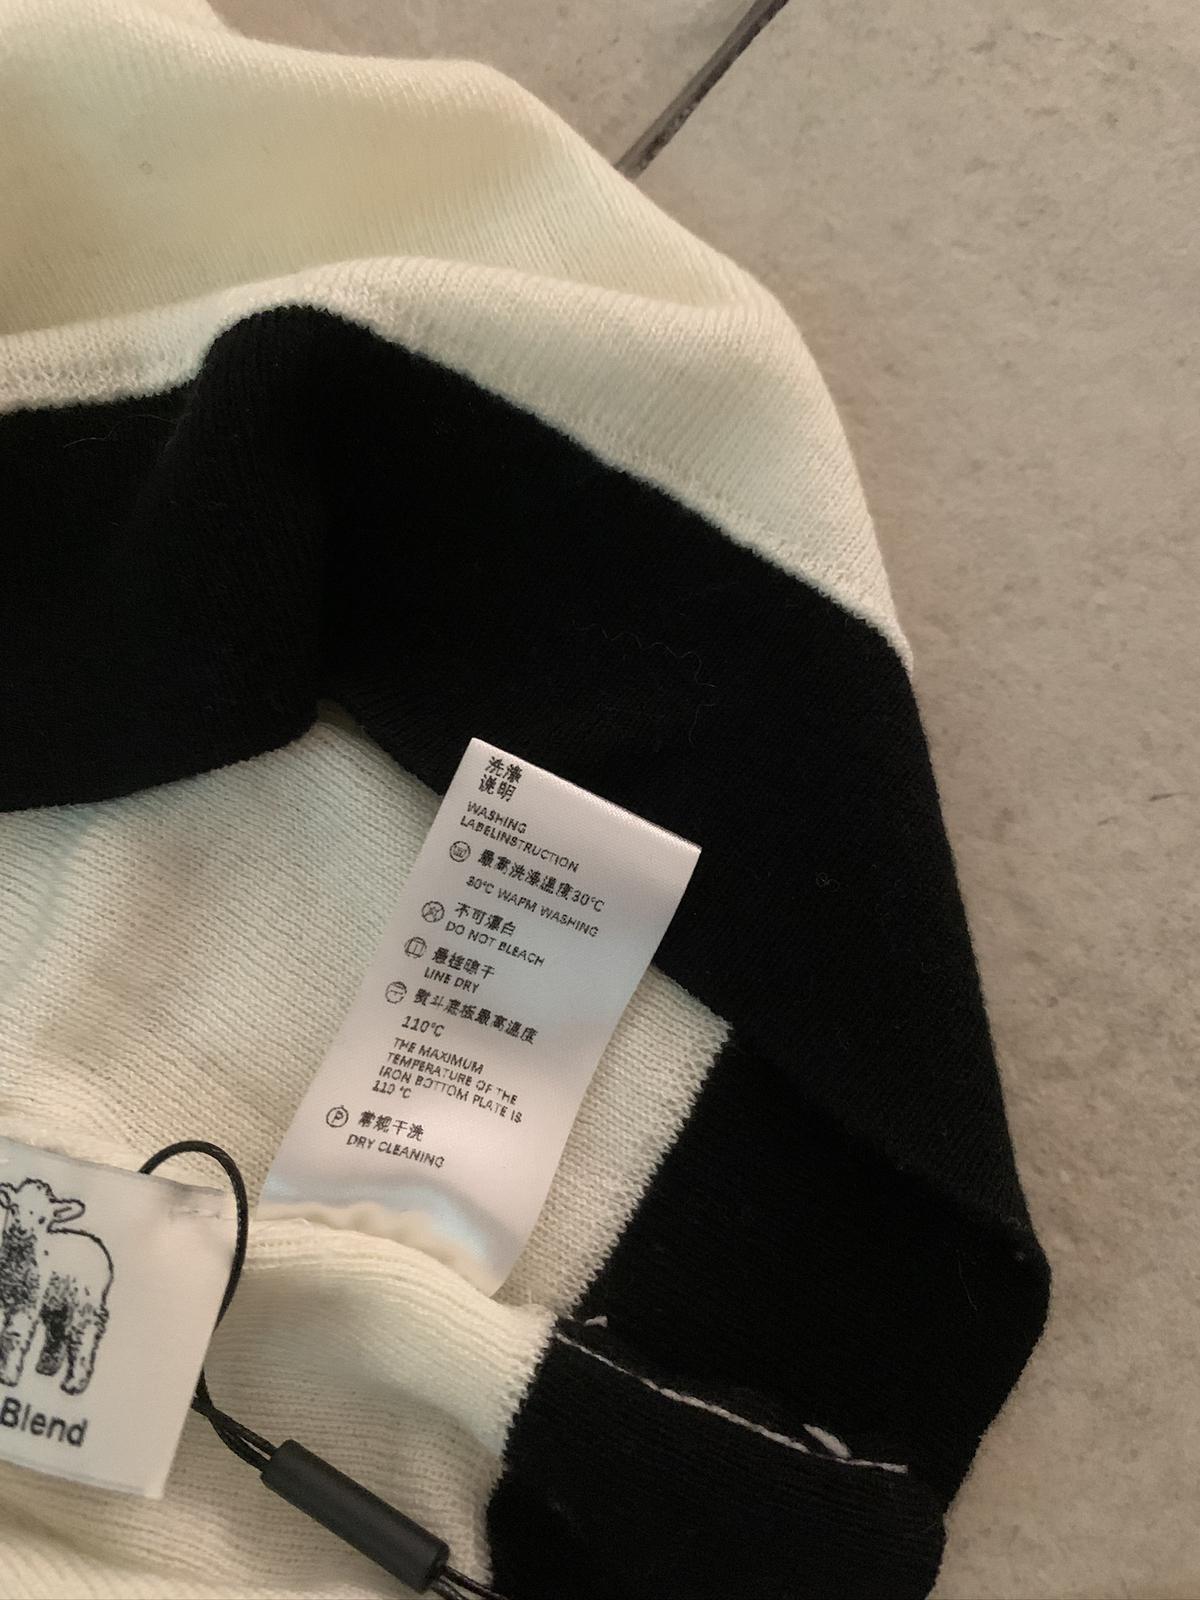 洗涤
说明
WASHING
LABELINSTRUCTION
最高洗涤温度30℃
30℃ WARM WASHING
不可漂白
DO NOT BLEACH
悬挂晾干
LINE DRY
熨斗底板最高温度
110℃
THE MAXIMUM
TEMPERATURE OF THE
IRON BOTTOM PLATE IS
110 ℃
P 常规干洗
DRY CLEANING
Blend